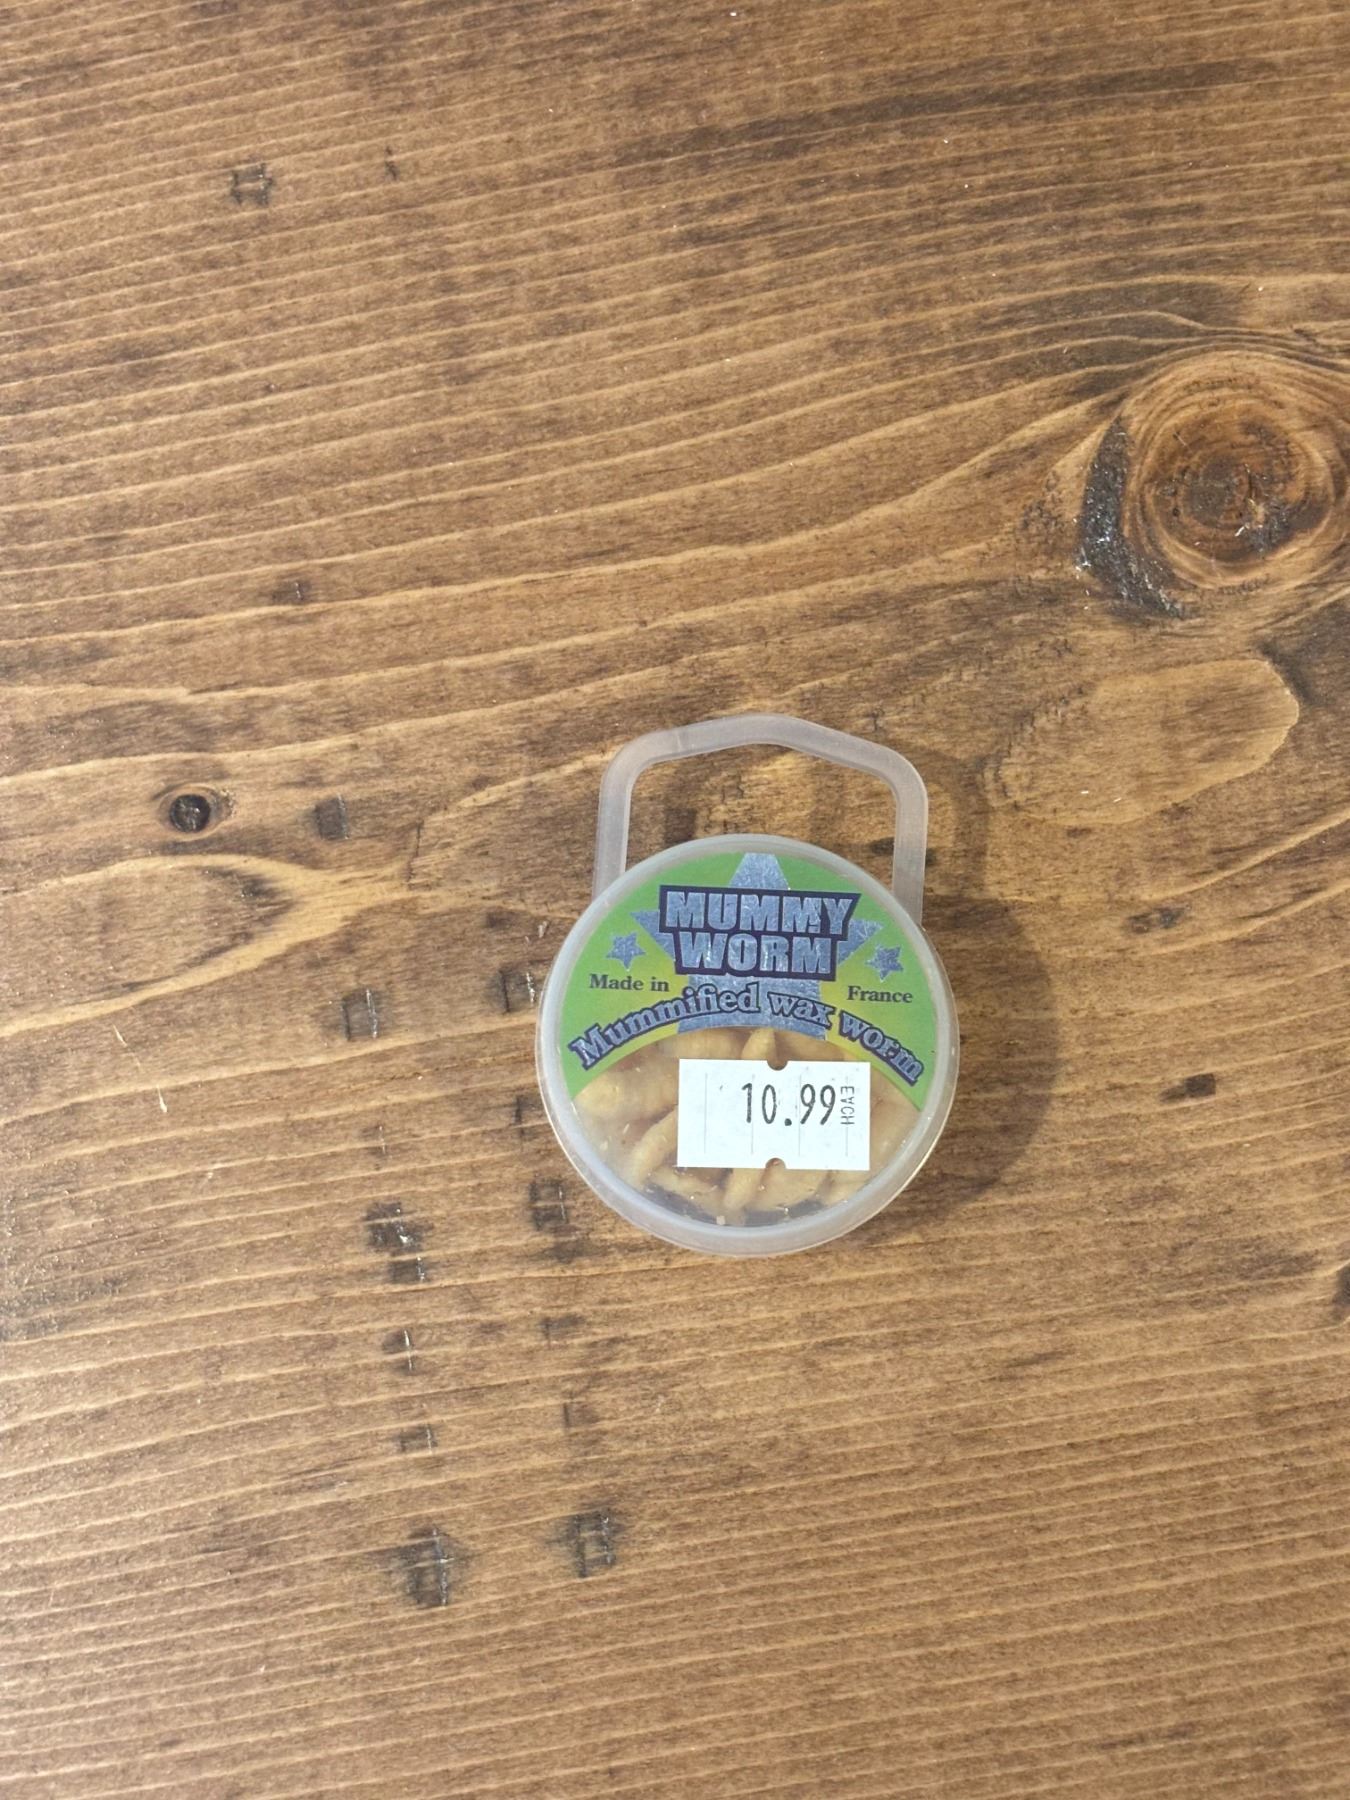 MUMMY
WORM
Made in France
Mummified wax worm
10.99 EACH